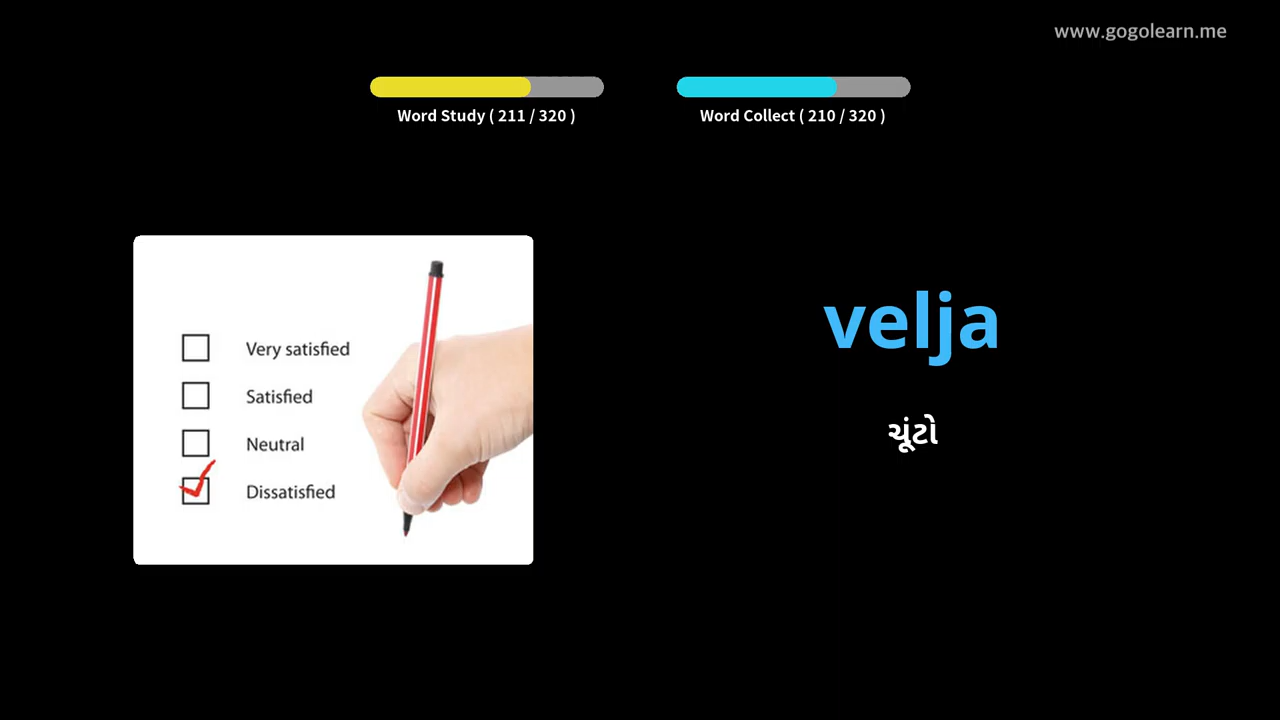 www.gogolearn.me
Word Study ( 211 / 320 )
Word Collect ( 210 / 320 )
Very satisfied
Satisfied
Neutral
Dissatisfied
velja
ચૂંટો